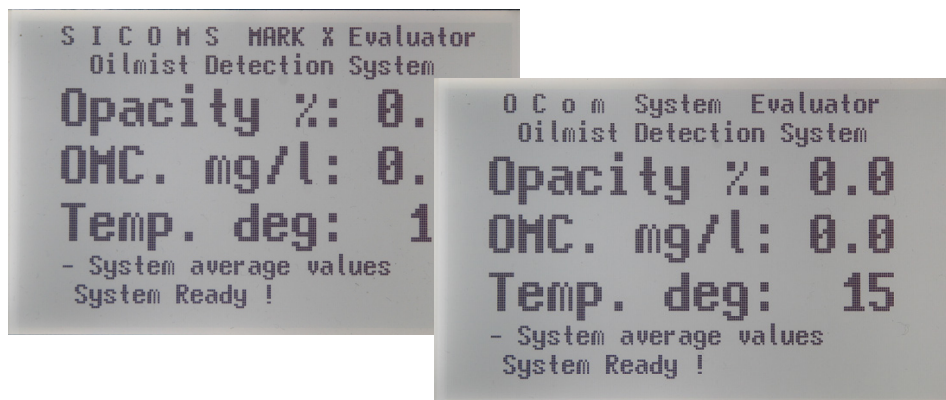 S I C O M S MARK X Evaluator
Oilmist Detection System
Opacity %: 0.
OMC. mg/l: 0.
Temp. deg: 1
- System average values
System Ready !
O C o m System Evaluator
Oilmist Detection System
Opacity %: 0.0
OMC. mg/l: 0.0
Temp. deg: 15
- System average values
System Ready !